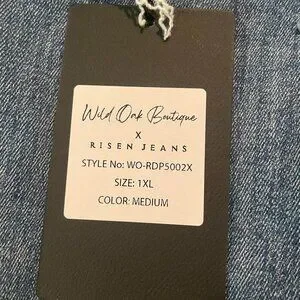 Wild Oak Boutique
X
RISEN JEANS
STYLE No: WO-RDP5002X
SIZE: 1XL
COLOR: MEDIUM